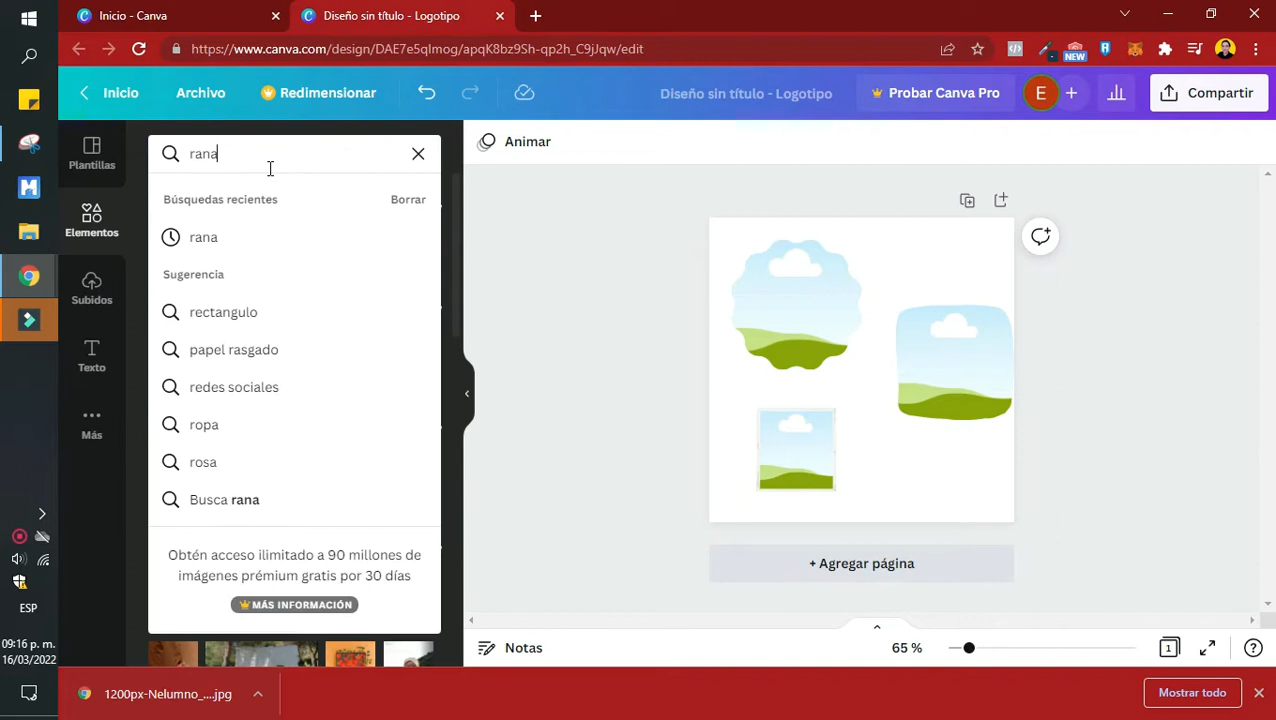 Inicio - Canva
Diseño sin título - Logotipo
https://www.canva.com/design/DAE7e5qImog/apqK8bz9Sh-qp2h_C9jJqw/edit
NEW
Inicio
Archivo
Redimensionar
Diseño sin título - Logotipo
Probar Canva Pro
E
Compartir
Plantillas
Elementos
Subidos
Texto
Más
rana
Búsquedas recientes
Borrar
rana
Sugerencia
rectangulo
papel rasgado
redes sociales
ropa
rosa
Busca rana
Obtén acceso ilimitado a 90 millones de
imágenes prémium gratis por 30 días
MÁS INFORMACIÓN
Animar
+ Agregar página
Notas
65 %
1
ESP
09:16 p. m.
16/03/2022
1200px-Nelumno_....jpg
Mostrar todo